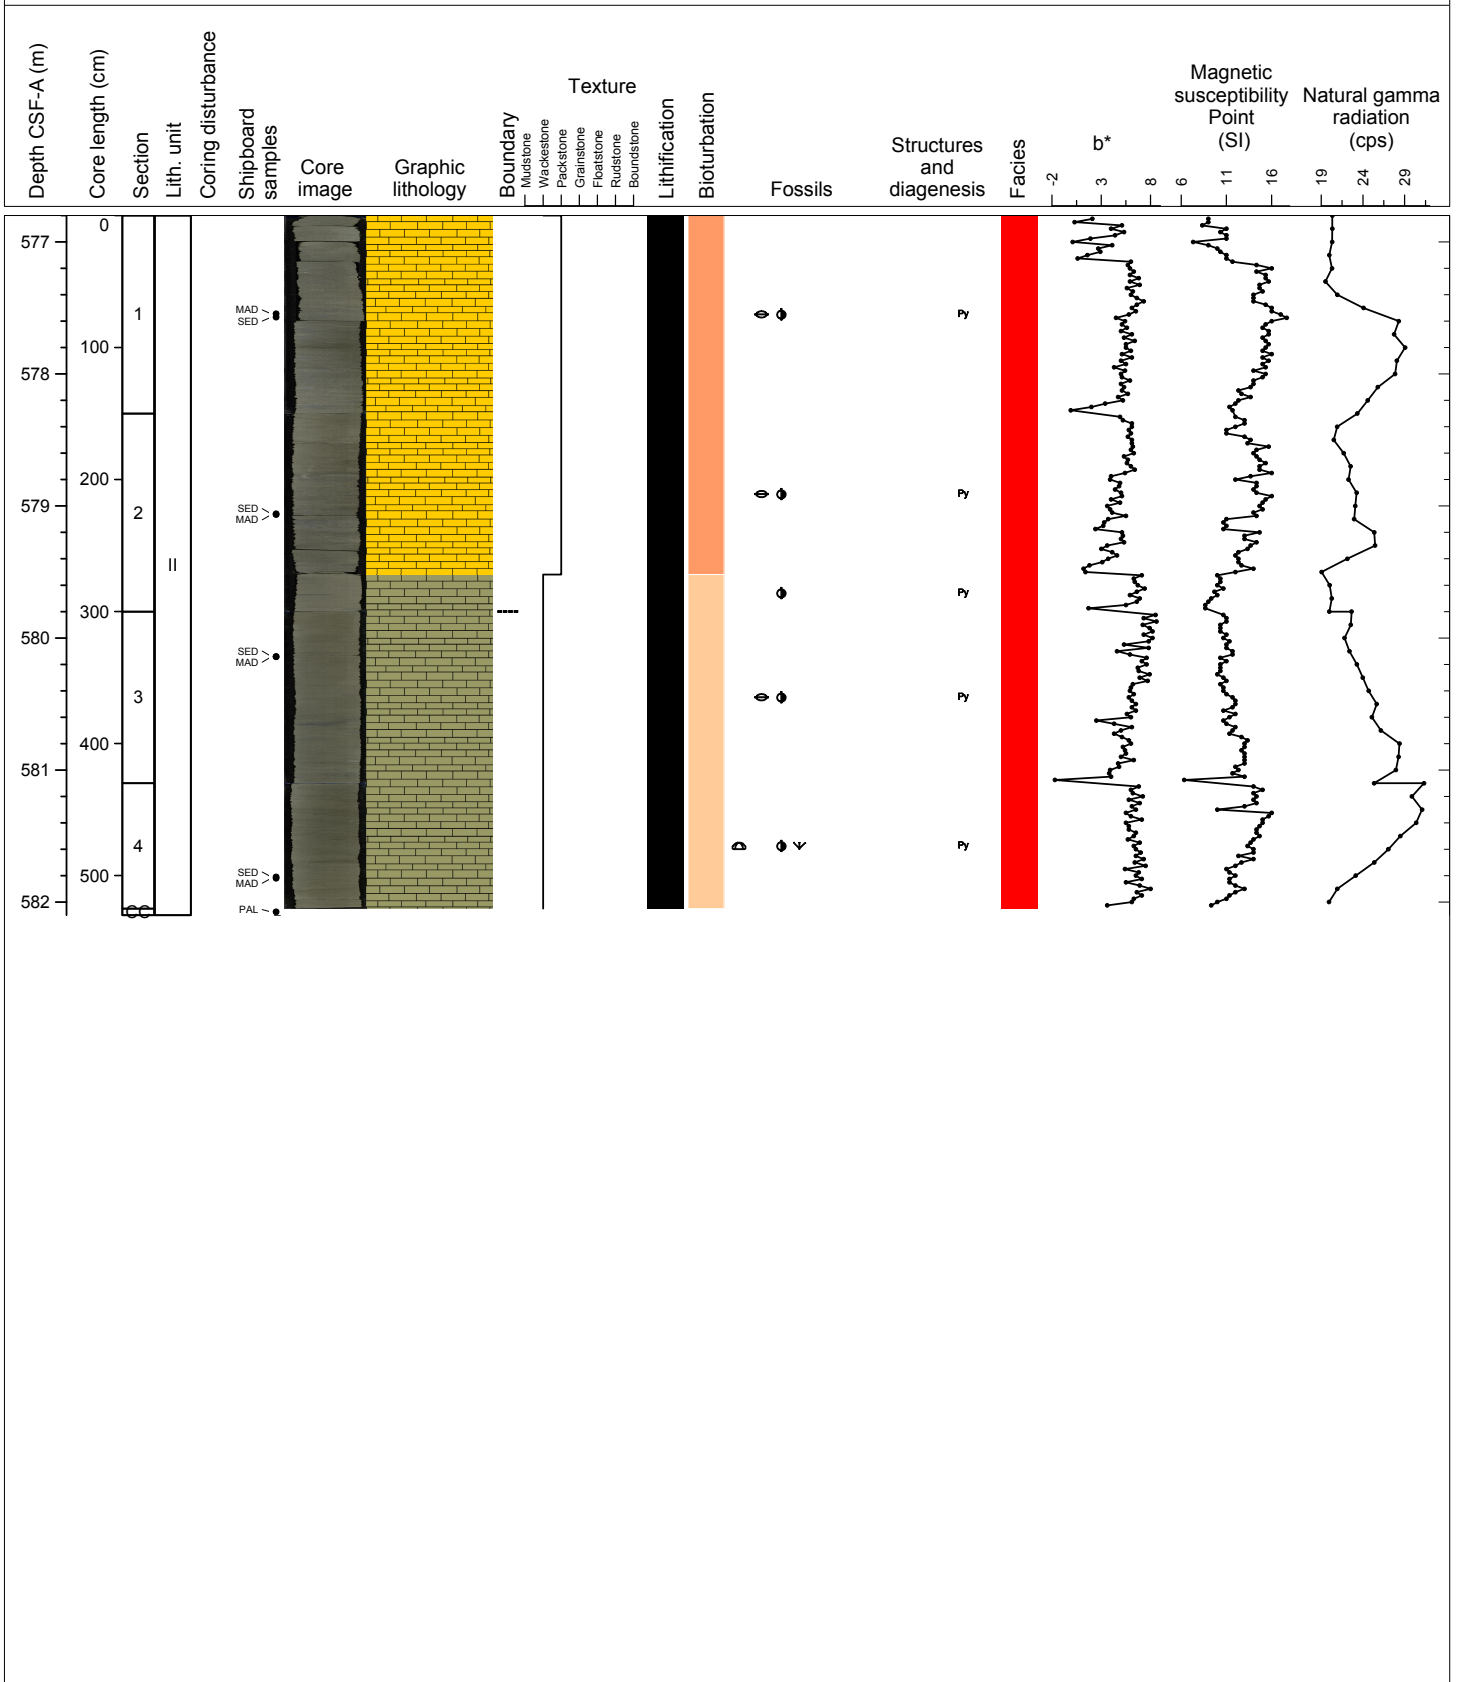 Depth CSF-A (m)
Core length (cm)
Section
Lith. unit
Coring disturbance
Shipboard
samples
Core
image
Graphic
lithology
Boundary
Texture
Mudstone
Wackestone
Packstone
Grainstone
Floatstone
Rudstone
Boundstone
Lithification
Bioturbation
Fossils
Structures
and
diagenesis
Facies
b*
-2
3
8
Magnetic
susceptibility
Point
(SI)
6
11
16
Natural gamma
radiation
(cps)
19
24
29
577
578
579
580
581
582
0
100
200
300
400
500
1
2
3
4
CC
II
MAD
SED
SED
MAD
SED
MAD
SED
MAD
PAL
Py
Py
Py
Py
Py